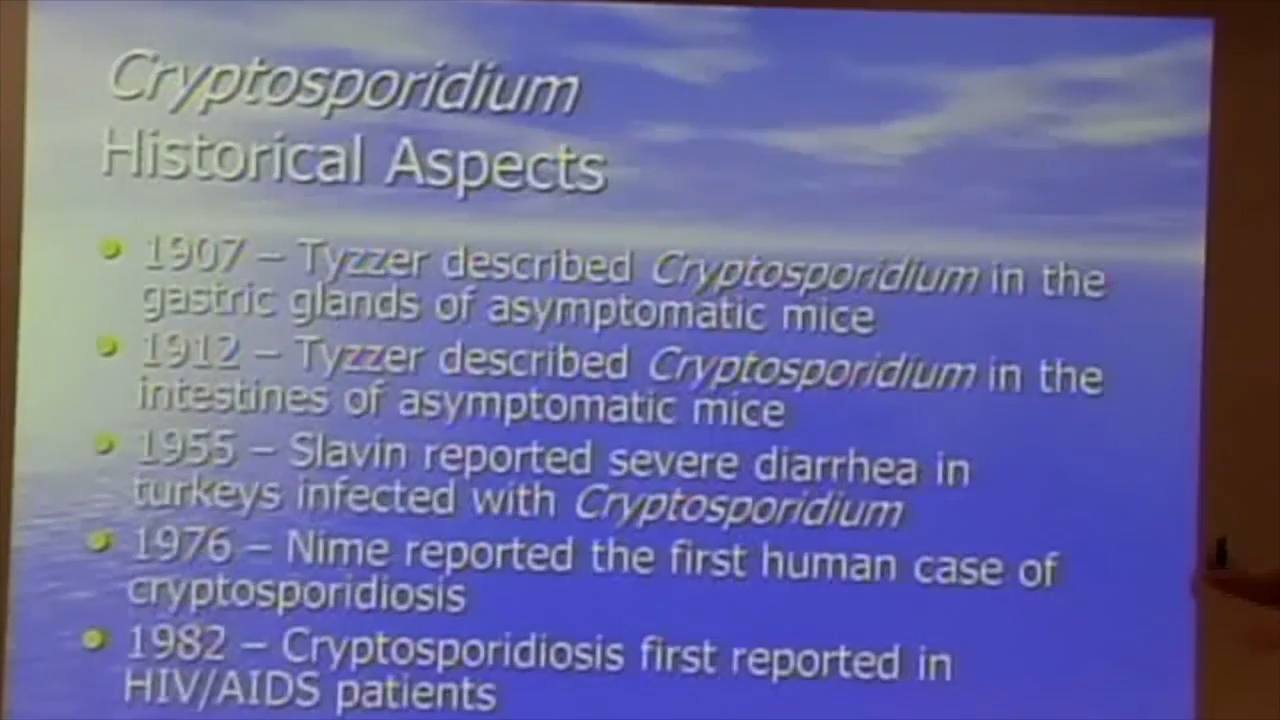 Cryptosporidium
Historical Aspects
• 1907 – Tyzzer described Cryptosporidium in the
gastric glands of asymptomatic mice
• 1912 – Tyzzer described Cryptosporidium in the
intestines of asymptomatic mice
• 1955 – Slavin reported severe diarrhea in
turkeys infected with Cryptosporidium
• 1976 – Nime reported the first human case of
cryptosporidiosis
• 1982 – Cryptosporidiosis first reported in
HIV/AIDS patients